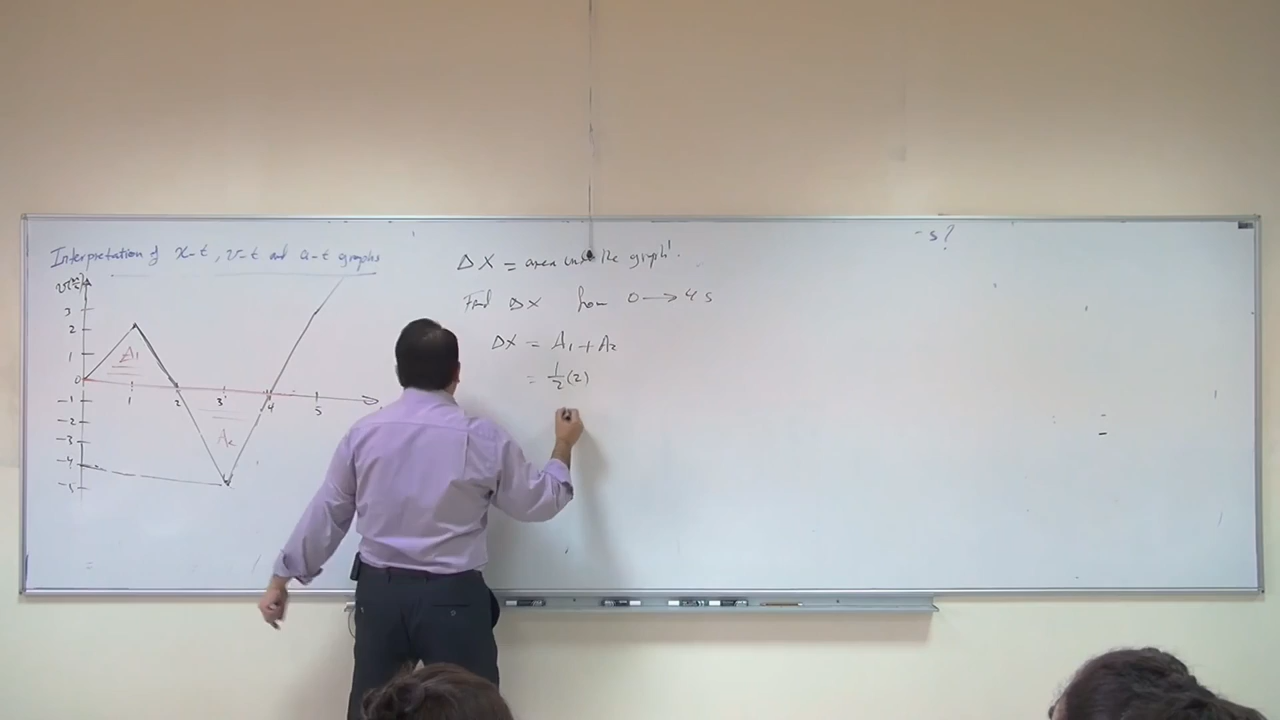 Interpretation of x-t, v-t and a-t graphs
3
2
1
0
-1
-2
-3
-4
-5
1
2
3
4
5
A1
A2
ΔX = area under the graph!
Find ΔX from 0 → 4 s
ΔX = A1 + A2
= 1/2 (2)
-s?